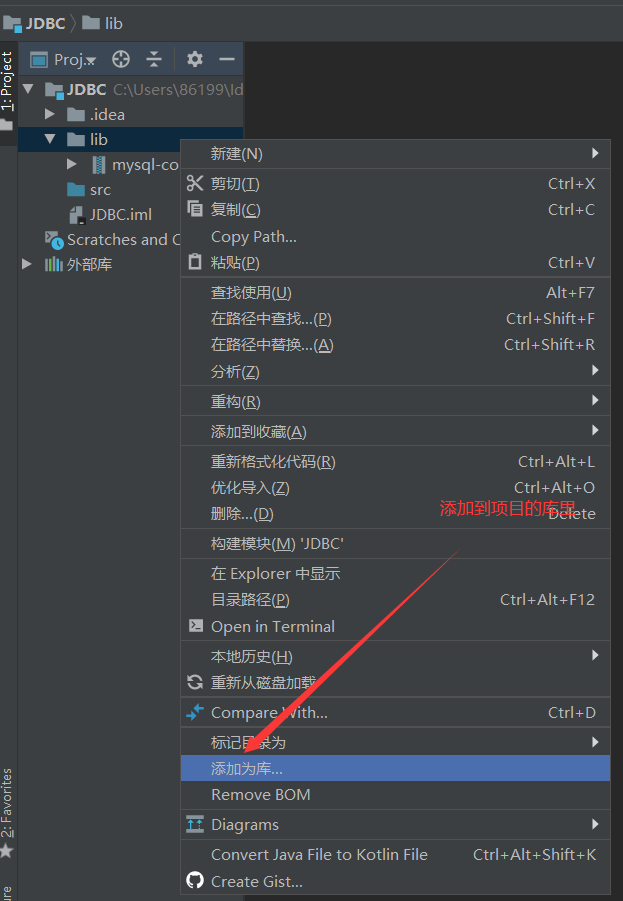 JDBC lib
1: Project
Proj...
JDBC C:\Users\86199\Id
.idea
lib
mysql-co
src
JDBC.iml
Scratches and C
外部库
新建(N)
剪切(T) Ctrl+X
复制(C) Ctrl+C
Copy Path...
粘贴(P) Ctrl+V
查找使用(U) Alt+F7
在路径中查找...(P) Ctrl+Shift+F
在路径中替换...(A) Ctrl+Shift+R
分析(Z)
重构(R)
添加到收藏(A)
重新格式化代码(R) Ctrl+Alt+L
优化导入(Z) Ctrl+Alt+O
添加到项目的库里
删除...(D) Delete
构建模块(M) 'JDBC'
在 Explorer 中显示
目录路径(P) Ctrl+Alt+F12
Open in Terminal
本地历史(H)
重新从磁盘加载
Compare With... Ctrl+D
标记目录为
添加为库...
Remove BOM
Diagrams
Convert Java File to Kotlin File Ctrl+Alt+Shift+K
Create Gist...
2: Favorites